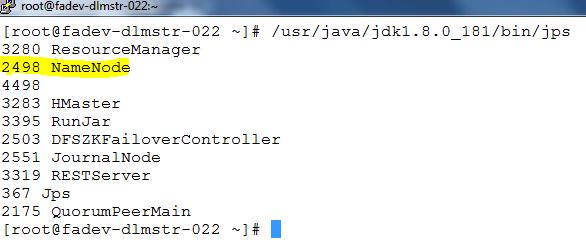 root@fadev-dlmstr-022:~
[root@fadev-dlmstr-022 ~]# /usr/java/jdk1.8.0_181/bin/jps
3280 ResourceManager
2498 NameNode
4498
3283 HMaster
3395 RunJar
2503 DFSZKFailoverController
2551 JournalNode
3319 RESTServer
367 Jps
2175 QuorumPeerMain
[root@fadev-dlmstr-022 ~]#